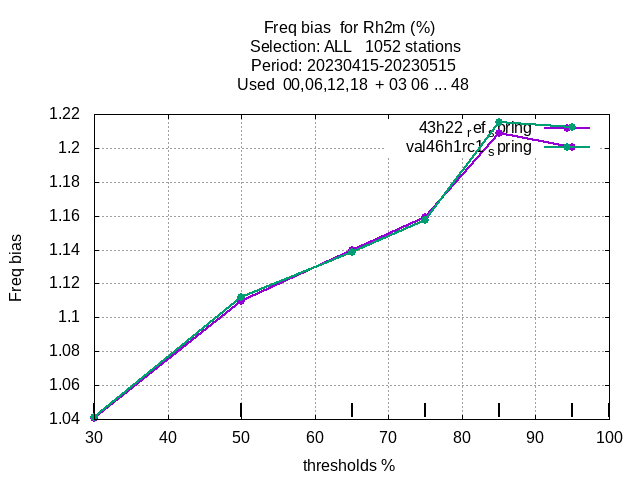 Freq bias for Rh2m (%)
Selection: ALL 1052 stations
Period: 20230415-20230515
Used 00,06,12,18 + 03 06 ... 48
43h22_ref_spring
val46h1rc1_spring
1.22
1.2
1.18
1.16
1.14
1.12
1.1
1.08
1.06
1.04
Freq bias
30 40 50 60 70 80 90 100
thresholds %